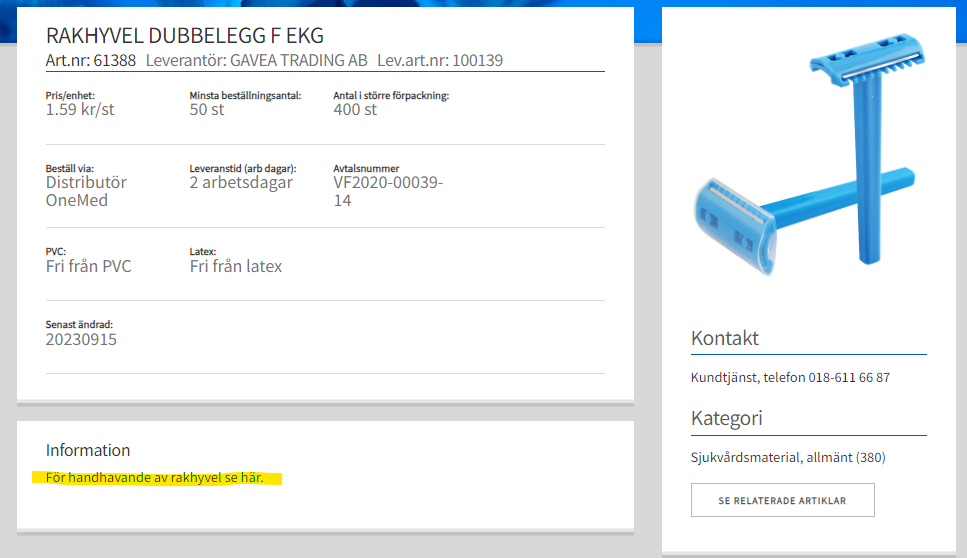 RAKHYVEL DUBBELEGG F EKG
Art.nr: 61388 Leverantör: GAVEA TRADING AB Lev.art.nr: 100139
Pris/enhet: Minsta beställningsantal: Antal i större förpackning:
1.59 kr/st 50 st 400 st
Beställ via: Leveranstid (arb dagar): Avtalsnummer
Distributör 2 arbetsdagar VF2020-00039-
OneMed 14
PVC: Latex:
Fri från PVC Fri från latex
Senast ändrad:
20230915
Information
För handhavande av rakhyvel se här.
Kontakt
Kundtjänst, telefon 018-611 66 87
Kategori
Sjukvårdsmaterial, allmänt (380)
SE RELATERADE ARTIKLAR